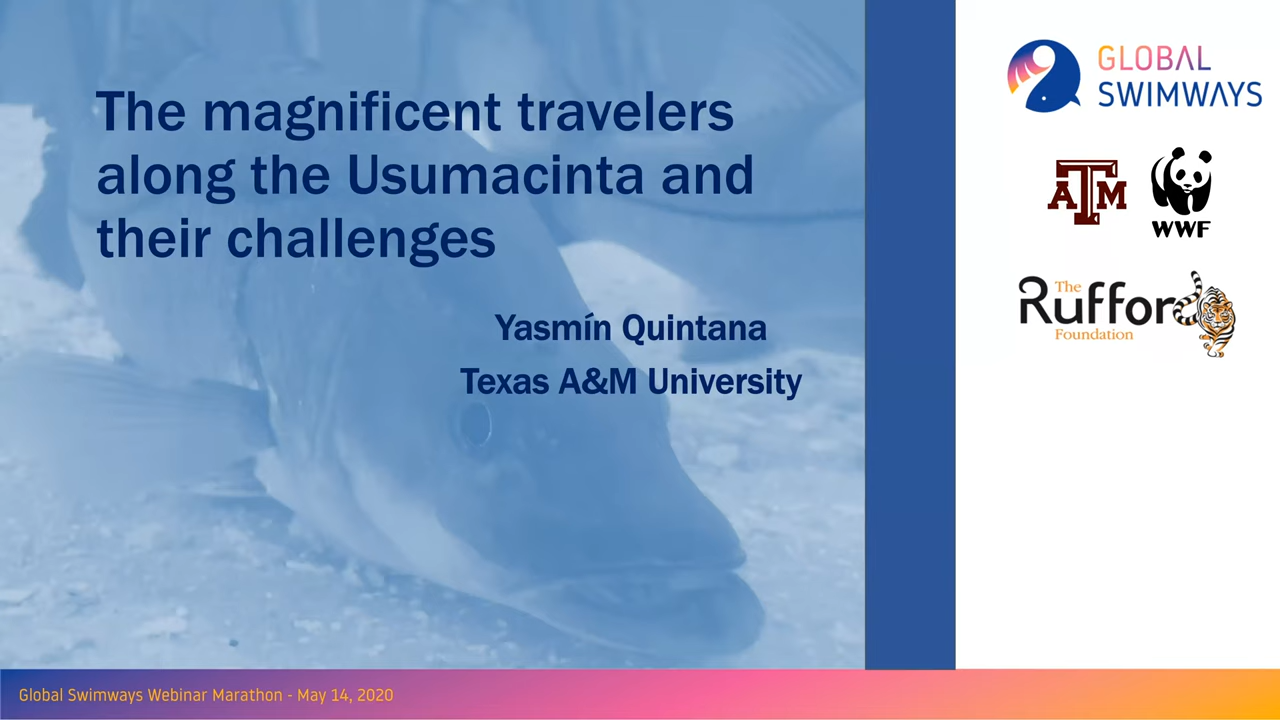 The magnificent travelers
along the Usumacinta and
their challenges
Yasmín Quintana
Texas A&M University
GLOBAL
SWIMWAYS
ATM
WWF
The
Rufford
Foundation
Global Swimways Webinar Marathon - May 14, 2020